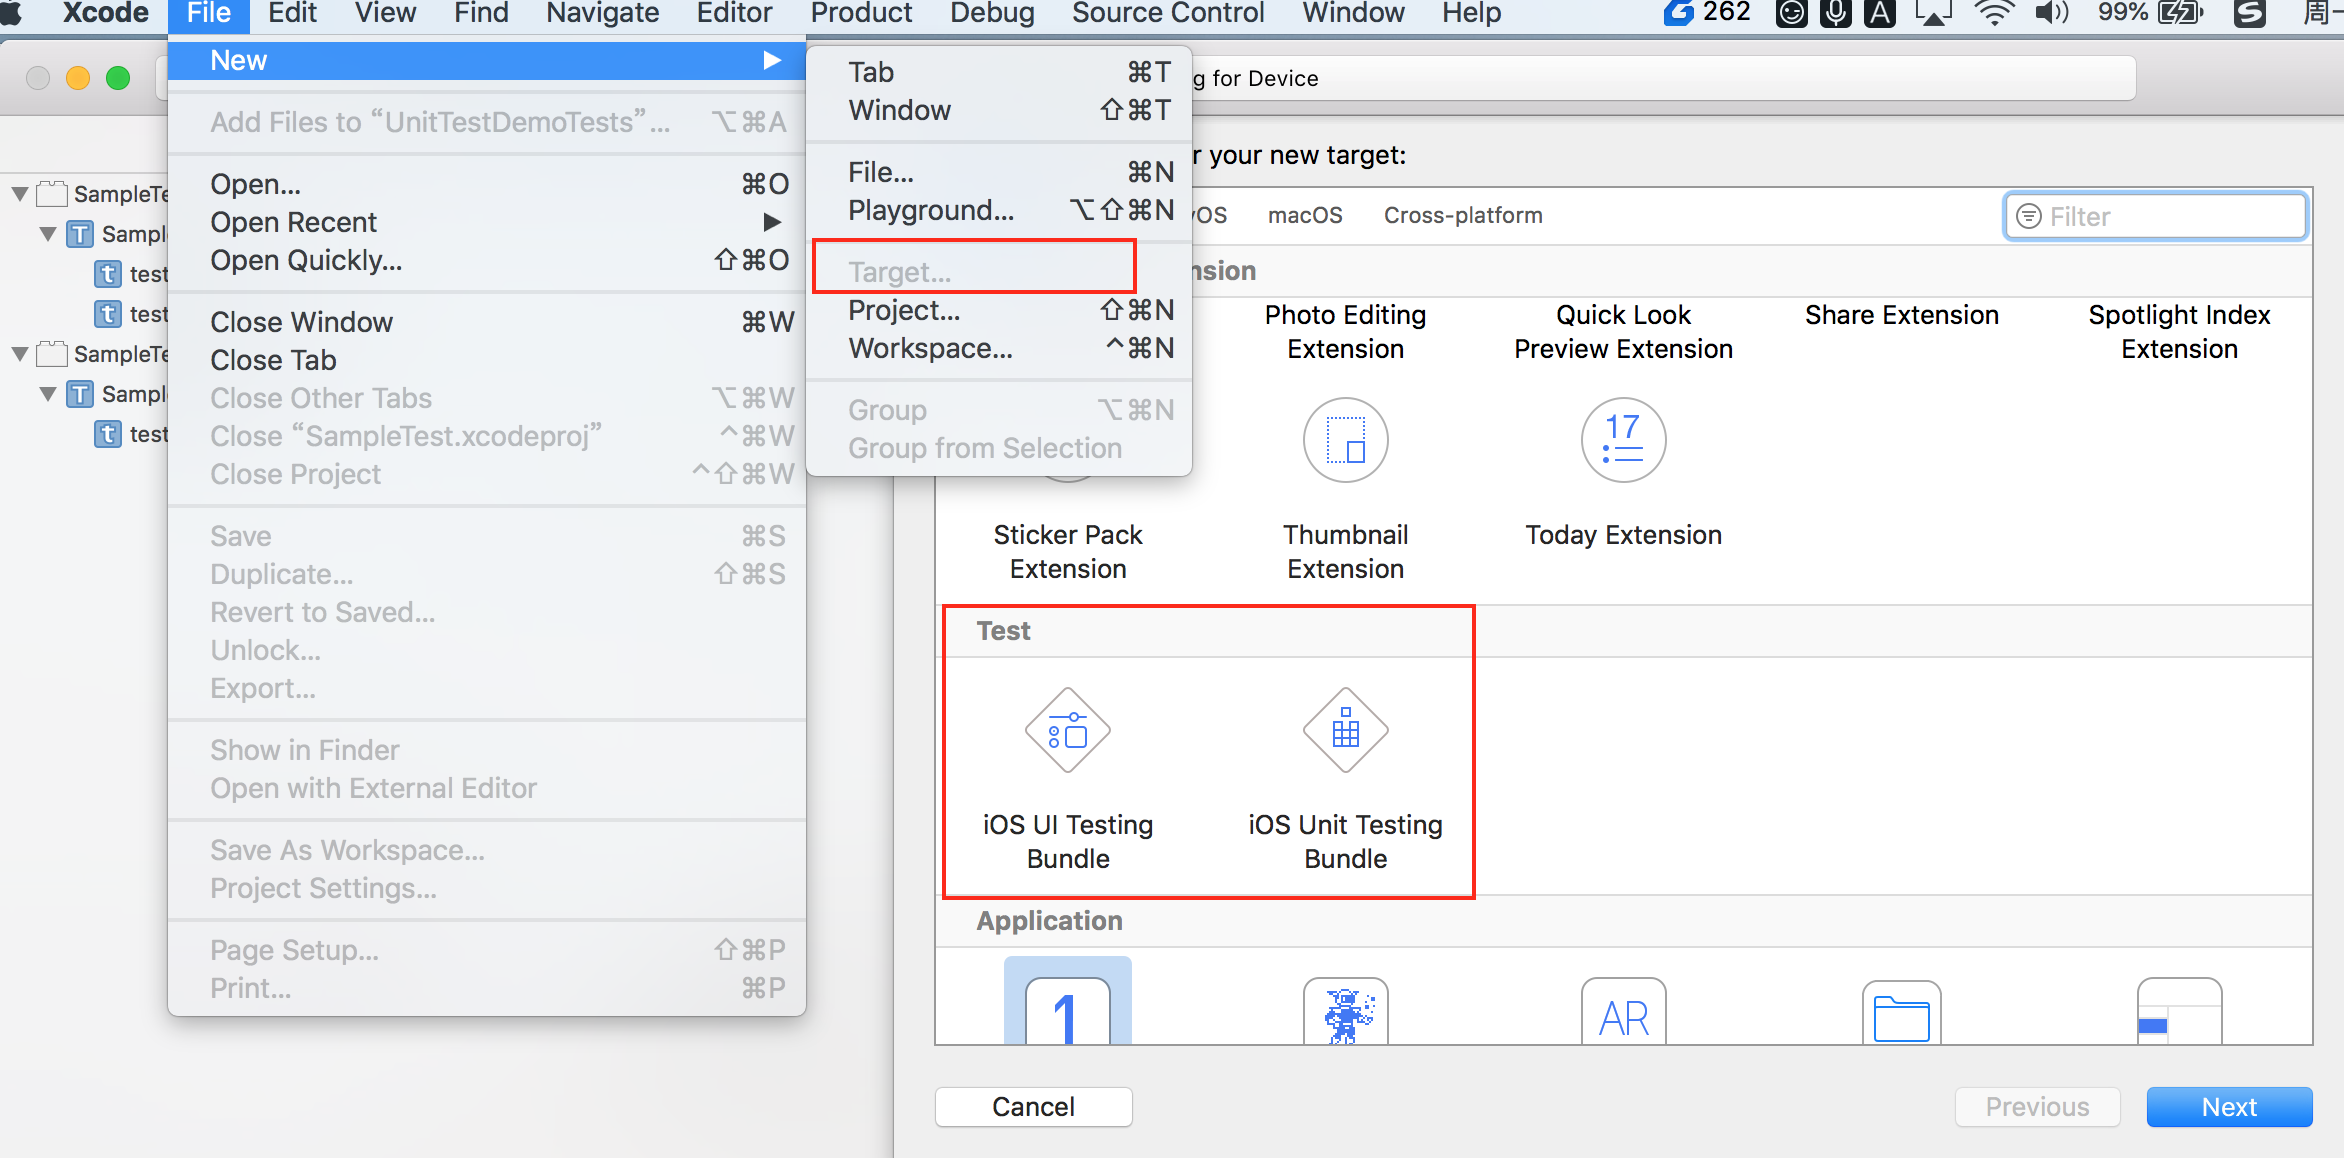 Xcode File Edit View Find Navigate Editor Product Debug Source Control Window Help 262 A 99% 周一
New
Add Files to “UnitTestDemoTests”... ⌥⌘A
Open... ⌘O
Open Recent
Open Quickly... ⇧⌘O
Close Window ⌘W
Close Tab
Close Other Tabs ⌥⌘W
Close “SampleTest.xcodeproj” ^⌘W
Close Project ^⇧⌘W
Save ⌘S
Duplicate... ⇧⌘S
Revert to Saved...
Unlock...
Export...
Show in Finder
Open with External Editor
Save As Workspace...
Project Settings...
Page Setup... ⇧⌘P
Print... ⌘P
Tab ⌘T
Window ⇧⌘T
File... ⌘N
Playground... ⌥⇧⌘N
Target...
Project... ⇧⌘N
Workspace... ^⌘N
Group ⌥⌘N
Group from Selection
SampleTe
T Sampl
t test
t test
SampleTe
T Sampl
t test
g for Device
r your new target:
vOS macOS Cross-platform Filter
nsion
Photo Editing
Extension
Quick Look
Preview Extension
Share Extension
Spotlight Index
Extension
17
Sticker Pack
Extension
Thumbnail
Extension
Today Extension
Test
iOS UI Testing
Bundle
iOS Unit Testing
Bundle
Application
1
AR
Cancel Previous Next